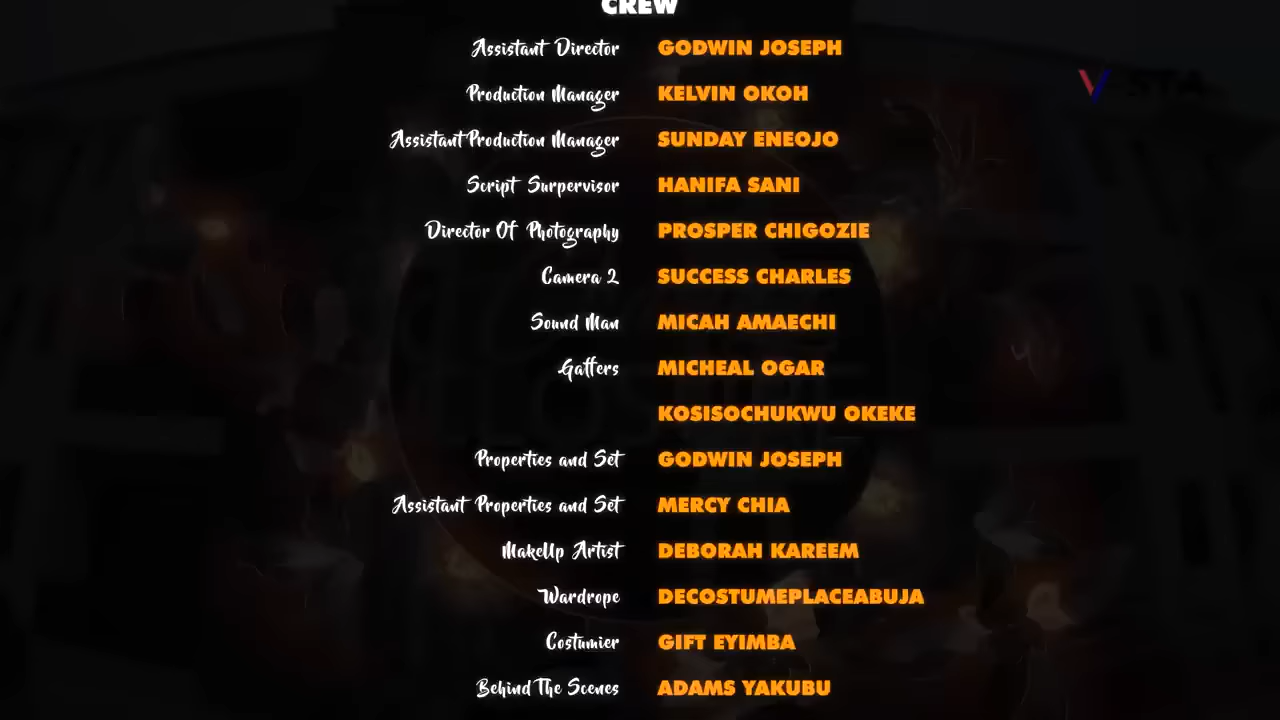 CREW
Assistant Director GODWIN JOSEPH
Production Manager KELVIN OKOH
Assistant Production Manager SUNDAY ENEOJO
Script Surpervisor HANIFA SANI
Director Of Photography PROSPER CHIGOZIE
Camera 2 SUCCESS CHARLES
Sound Man MICAH AMAECHI
Gaffers MICHEAL OGAR
KOSISOCHUKWU OKEKE
Properties and Set GODWIN JOSEPH
Assistant Properties and Set MERCY CHIA
MakeUp Artist DEBORAH KAREEM
Wardrope DECOSTUMEPLACEABUJA
Costumier GIFT EYIMBA
Behind The Scenes ADAMS YAKUBU